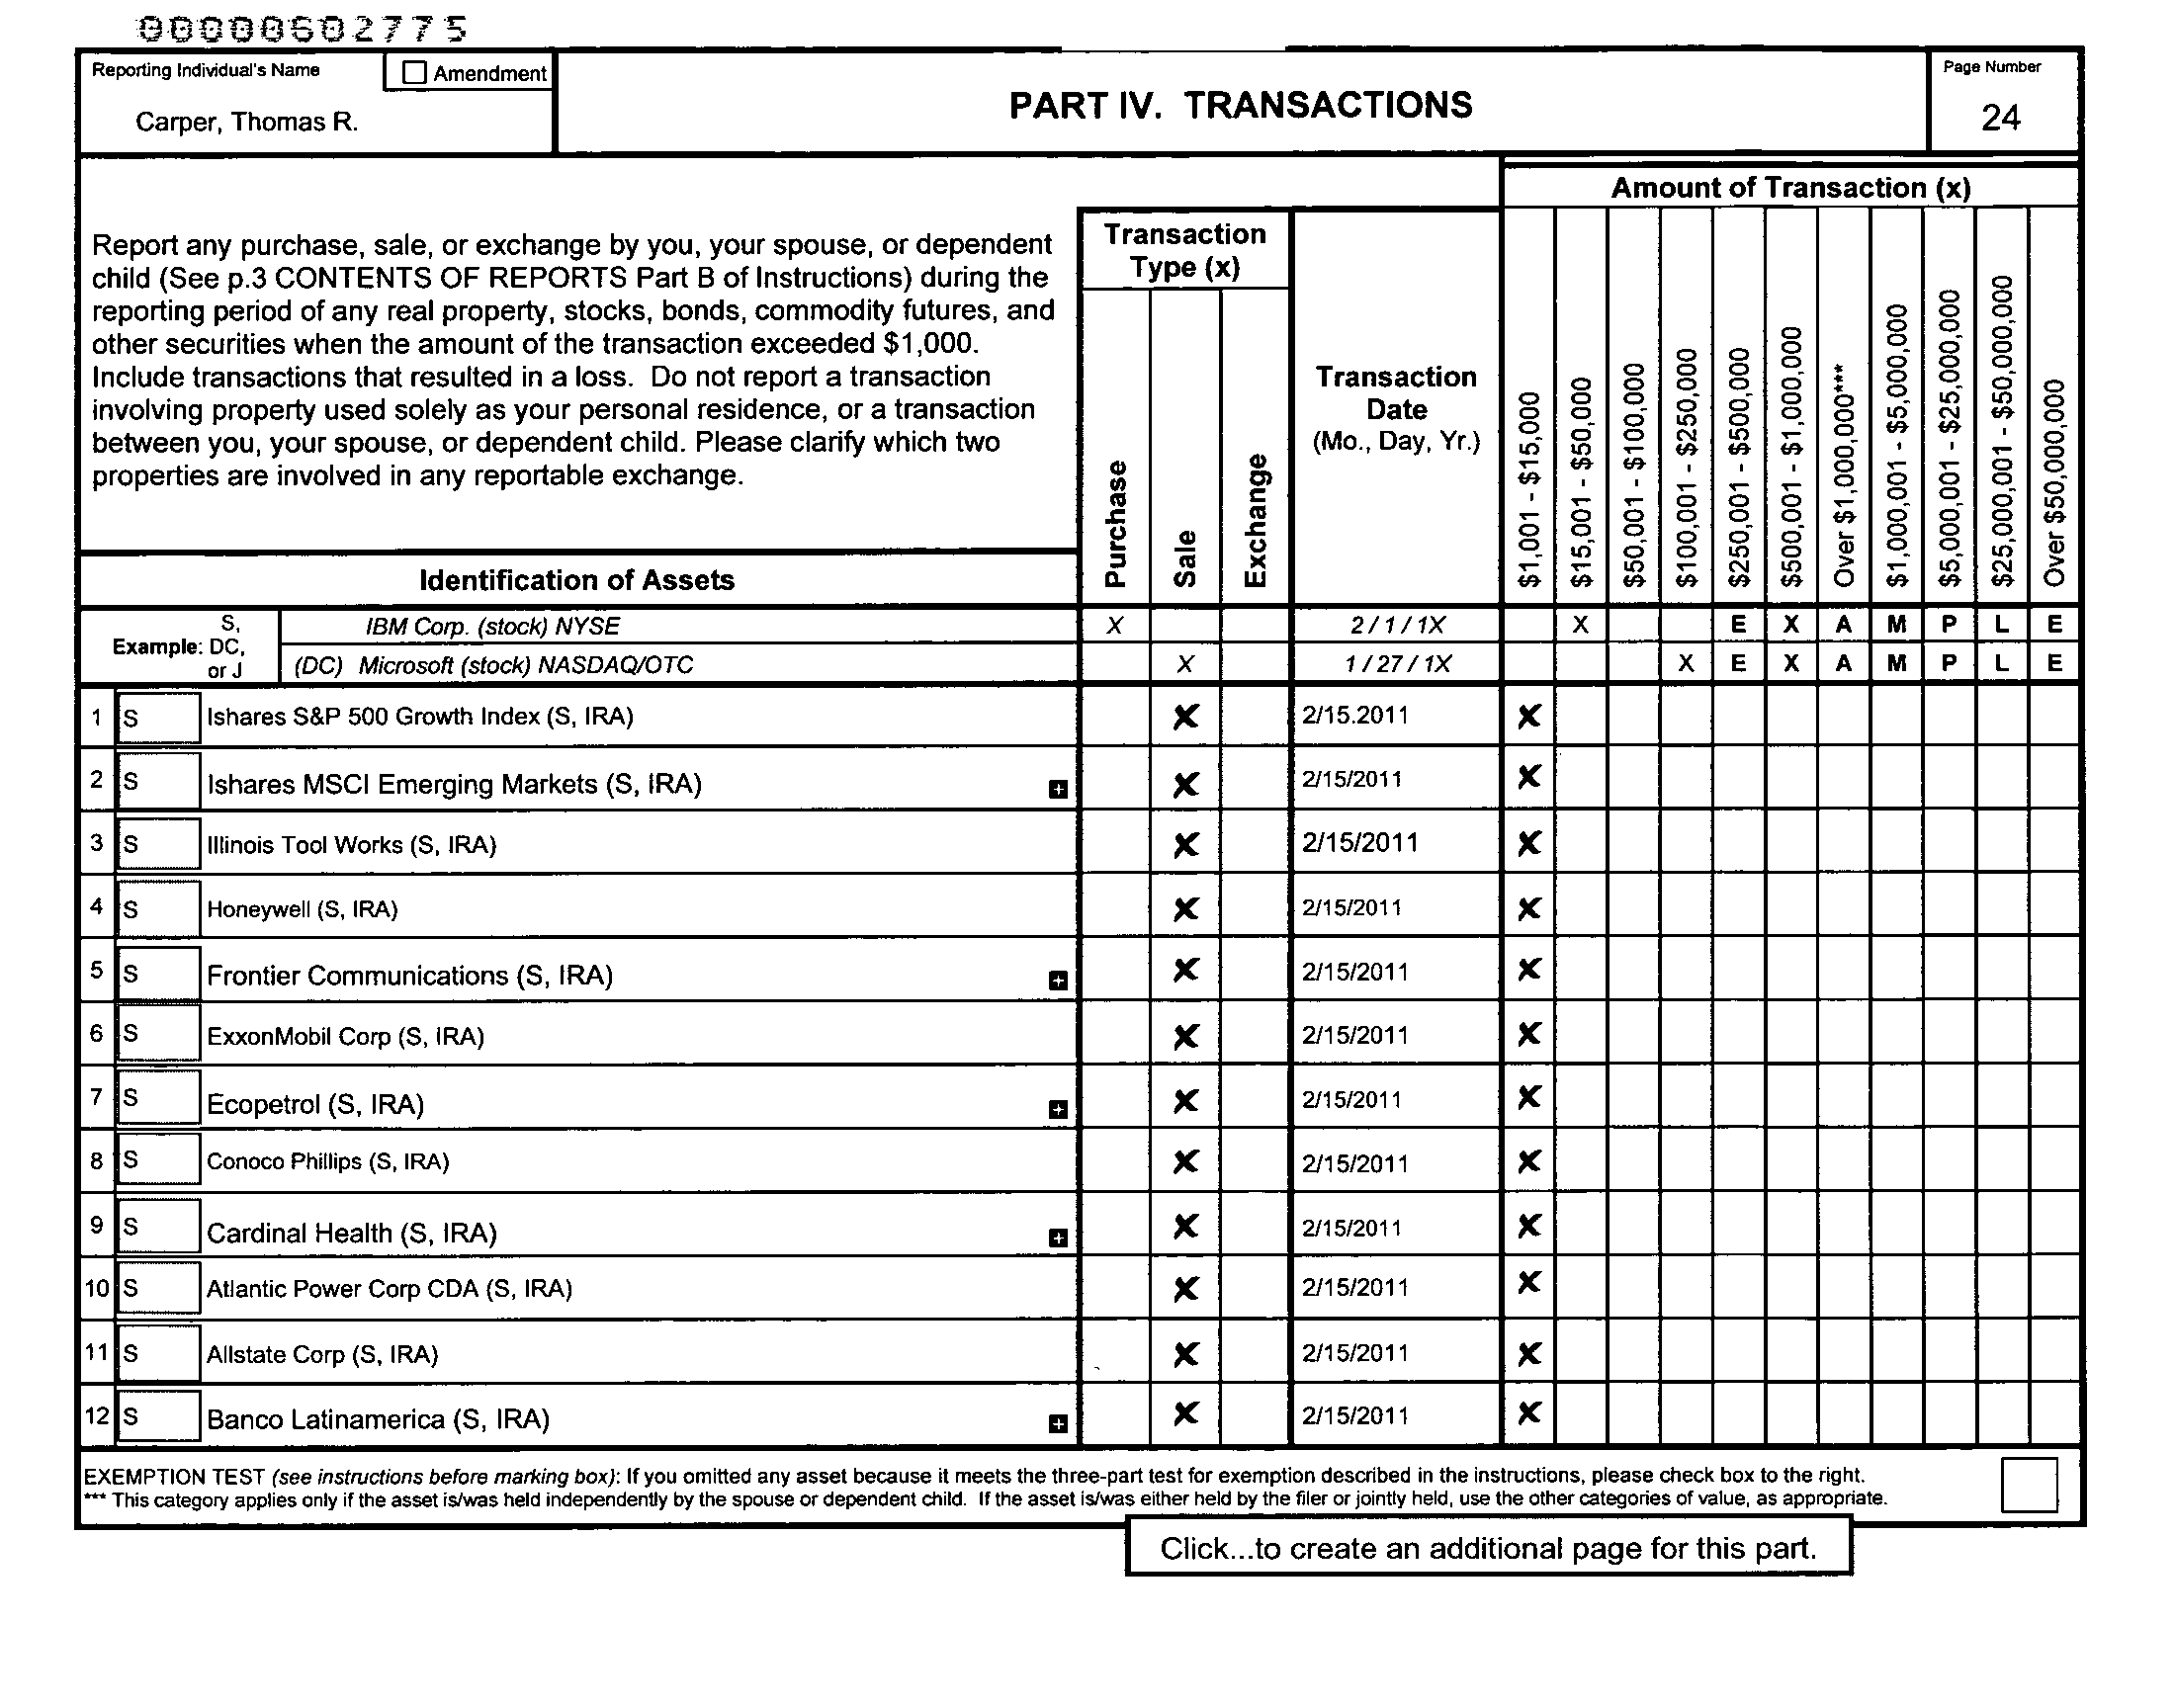 00000602775
Reporting Individual's Name
☐ Amendment
Carper, Thomas R.
PART IV. TRANSACTIONS
Page Number
24
Report any purchase, sale, or exchange by you, your spouse, or dependent
child (See p.3 CONTENTS OF REPORTS Part B of Instructions) during the
reporting period of any real property, stocks, bonds, commodity futures, and
other securities when the amount of the transaction exceeded $1,000.
Include transactions that resulted in a loss. Do not report a transaction
involving property used solely as your personal residence, or a transaction
between you, your spouse, or dependent child. Please clarify which two
properties are involved in any reportable exchange.
Identification of Assets
Transaction
Type (x)
Purchase
Sale
Exchange
Transaction
Date
(Mo., Day, Yr.)
Amount of Transaction (x)
$1,001 - $15,000
$15,001 - $50,000
$50,001 - $100,000
$100,001 - $250,000
$250,001 - $500,000
$500,001 - $1,000,000
Over $1,000,000***
$1,000,001 - $5,000,000
$5,000,001 - $25,000,000
$25,000,001 - $50,000,000
Over $50,000,000
Example: S, DC, or J
IBM Corp. (stock) NYSE X 2 / 1 / 1X X E X A M P L E
(DC) Microsoft (stock) NASDAQ/OTC X 1 / 27 / 1X X E X A M P L E
1 S Ishares S&P 500 Growth Index (S, IRA) X 2/15.2011 X
2 S Ishares MSCI Emerging Markets (S, IRA) + X 2/15/2011 X
3 S Illinois Tool Works (S, IRA) X 2/15/2011 X
4 S Honeywell (S, IRA) X 2/15/2011 X
5 S Frontier Communications (S, IRA) + X 2/15/2011 X
6 S ExxonMobil Corp (S, IRA) X 2/15/2011 X
7 S Ecopetrol (S, IRA) + X 2/15/2011 X
8 S Conoco Phillips (S, IRA) X 2/15/2011 X
9 S Cardinal Health (S, IRA) + X 2/15/2011 X
10 S Atlantic Power Corp CDA (S, IRA) X 2/15/2011 X
11 S Allstate Corp (S, IRA) X 2/15/2011 X
12 S Banco Latinamerica (S, IRA) + X 2/15/2011 X
EXEMPTION TEST (see instructions before marking box): If you omitted any asset because it meets the three-part test for exemption described in the instructions, please check box to the right.
*** This category applies only if the asset is/was held independently by the spouse or dependent child. If the asset is/was either held by the filer or jointly held, use the other categories of value, as appropriate.
Click...to create an additional page for this part.